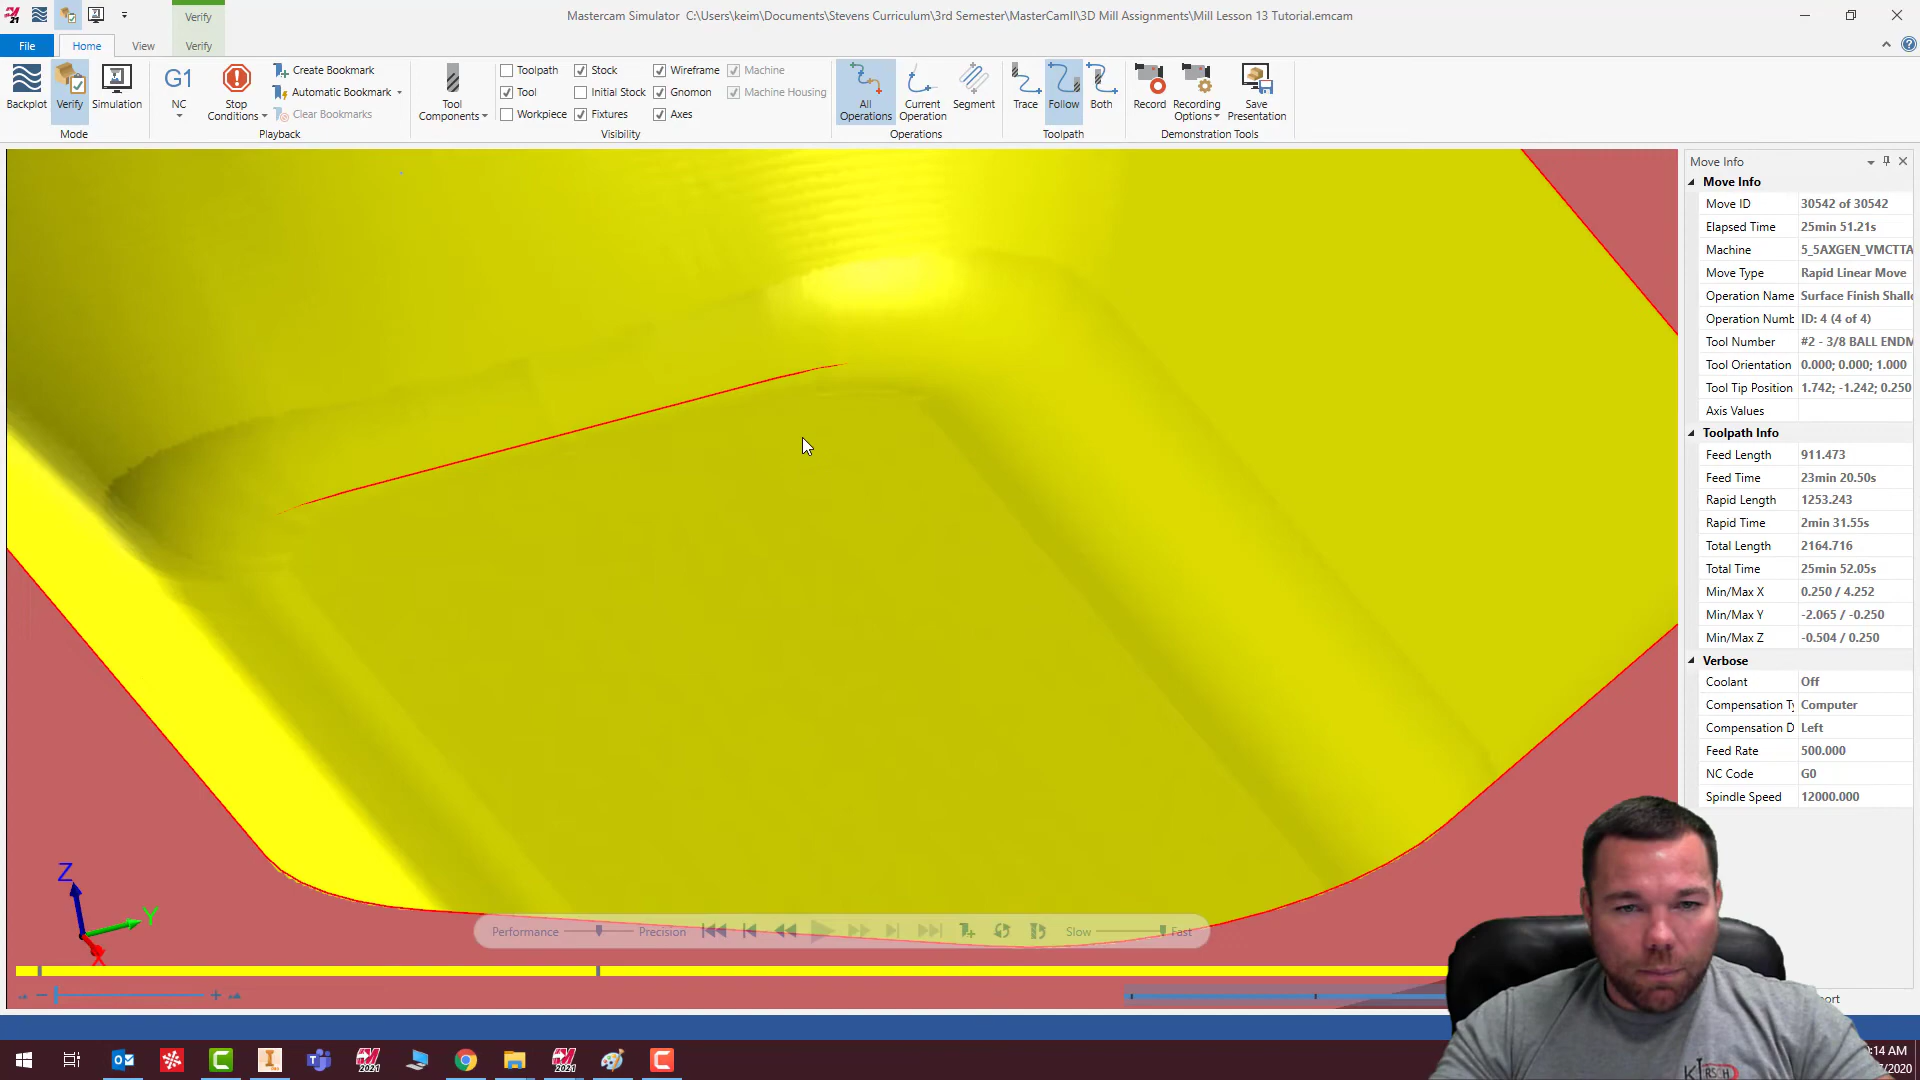 Verify
Mastercam Simulator C:\Users\keim\Documents\Stevens Curriculum\3rd Semester\MasterCamII\3D Mill Assignments\Mill Lesson 13 Tutorial.emcam
File
Home
View
Verify
Backplot
Verify
Simulation
Mode
G1
NC
Stop Conditions
Create Bookmark
Automatic Bookmark
Clear Bookmarks
Playback
Tool Components
Toolpath
Stock
Wireframe
Machine
Tool
Initial Stock
Gnomon
Machine Housing
Workpiece
Fixtures
Axes
Visibility
All Operations
Current Operation
Segment
Operations
Trace
Follow
Both
Toolpath
Record
Recording Options
Save Presentation
Demonstration Tools
Move Info
Move Info
Move ID 30542 of 30542
Elapsed Time 25min 51.21s
Machine 5_5AXGEN_VMCTTA
Move Type Rapid Linear Move
Operation Name Surface Finish Shall
Operation Numb ID: 4 (4 of 4)
Tool Number #2 - 3/8 BALL ENDM
Tool Orientation 0.000; 0.000; 1.000
Tool Tip Position 1.742; -1.242; 0.250
Axis Values
Toolpath Info
Feed Length 911.473
Feed Time 23min 20.50s
Rapid Length 1253.243
Rapid Time 2min 31.55s
Total Length 2164.716
Total Time 25min 52.05s
Min/Max X 0.250 / 4.252
Min/Max Y -2.065 / -0.250
Min/Max Z -0.504 / 0.250
Verbose
Coolant Off
Compensation Ty Computer
Compensation D Left
Feed Rate 500.000
NC Code G0
Spindle Speed 12000.000
Z
Y
X
Performance
Precision
Slow
Fast
ort
2021
2021
:14 AM
/2020